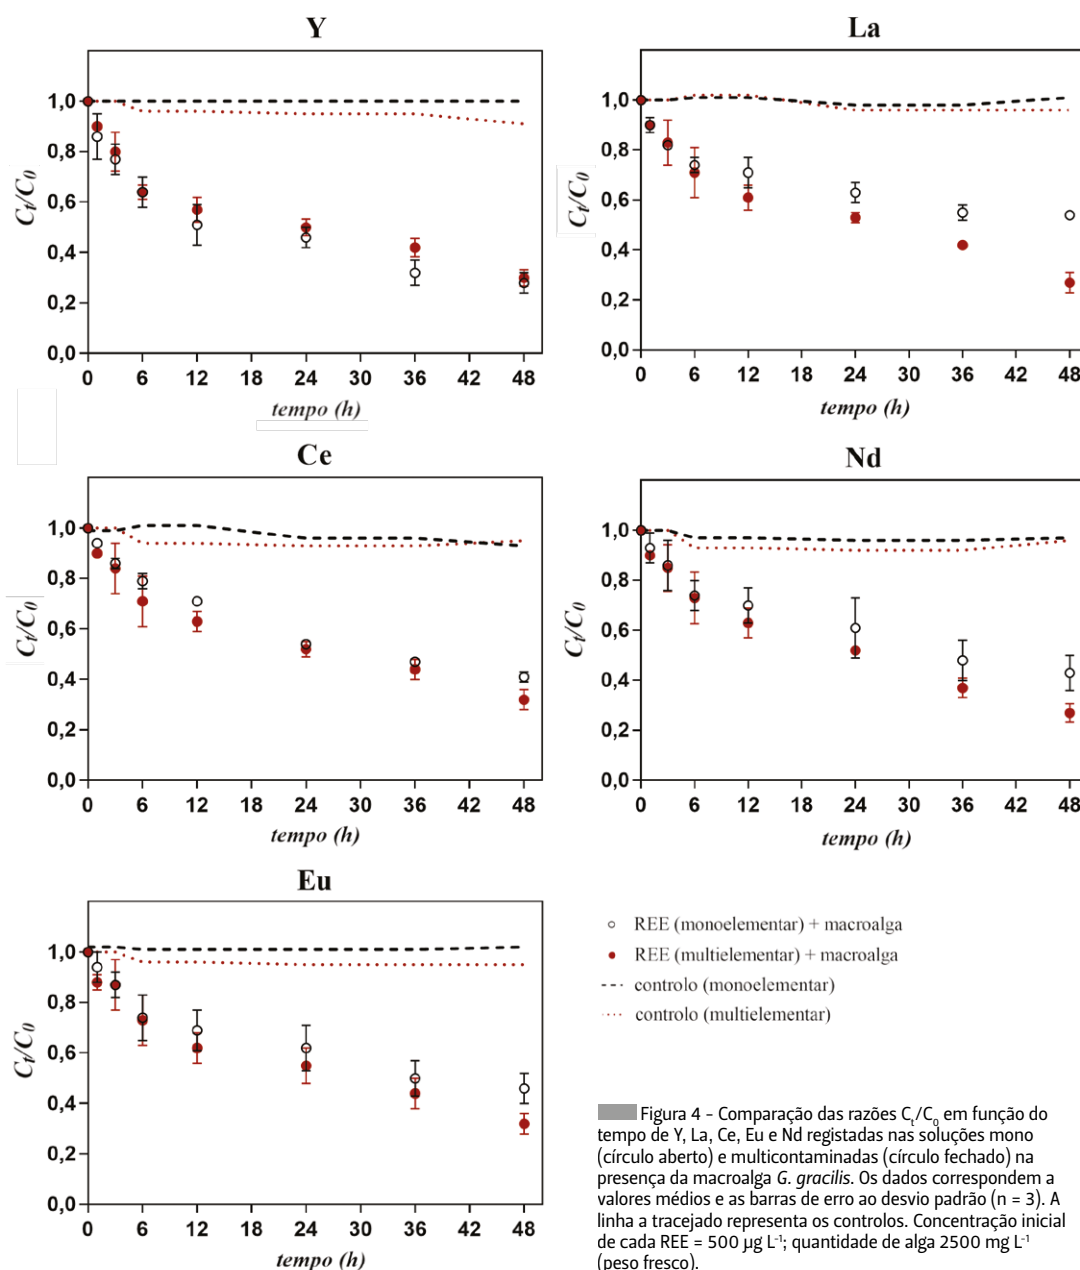 Y
1,0
0,8
0,6
0,4
0,2
0,0
Ct/C0
0 6 12 18 24 30 36 42 48
tempo (h)
La
1,0
0,8
0,6
0,4
0,2
0,0
Ct/C0
0 6 12 18 24 30 36 42 48
tempo (h)
Ce
1,0
0,8
0,6
0,4
0,2
0,0
Ct/C0
0 6 12 18 24 30 36 42 48
tempo (h)
Nd
1,0
0,8
0,6
0,4
0,2
0,0
Ct/C0
0 6 12 18 24 30 36 42 48
tempo (h)
Eu
1,0
0,8
0,6
0,4
0,2
0,0
Ct/C0
0 6 12 18 24 30 36 42 48
tempo (h)
REE (monoelementar) + macroalga
REE (multielementar) + macroalga
controlo (monoelementar)
controlo (multielementar)
Figura 4 - Comparação das razões Ct/C0 em função do
tempo de Y, La, Ce, Eu e Nd registadas nas soluções mono
(círculo aberto) e multicontaminadas (círculo fechado) na
presença da macroalga G. gracilis. Os dados correspondem a
valores médios e as barras de erro ao desvio padrão (n = 3). A
linha a tracejado representa os controlos. Concentração inicial
de cada REE = 500 µg L⁻¹; quantidade de alga 2500 mg L⁻¹
(peso fresco).